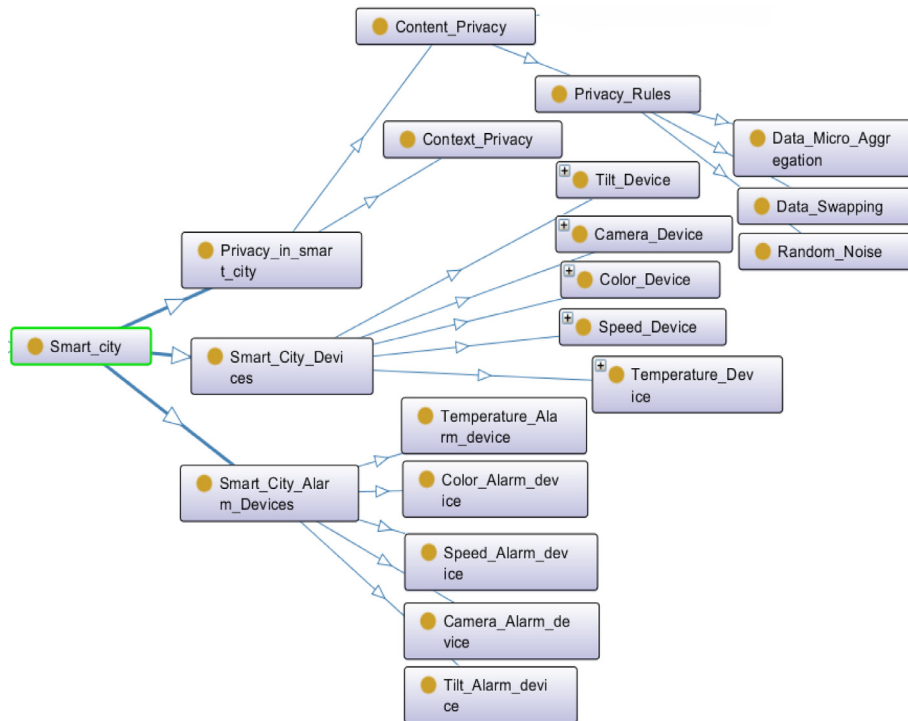 Content_Privacy
Privacy_Rules
Context_Privacy
Data_Micro_Aggr
egation
Tilt_Device
Data_Swapping
Camera_Device
Random_Noise
Privacy_in_smar
t_city
Color_Device
Speed_Device
Smart_city
Smart_City_Devi
ces
Temperature_Dev
ice
Temperature_Ala
rm_device
Smart_City_Alar
m_Devices
Color_Alarm_dev
ice
Speed_Alarm_dev
ice
Camera_Alarm_de
vice
Tilt_Alarm_devi
ce